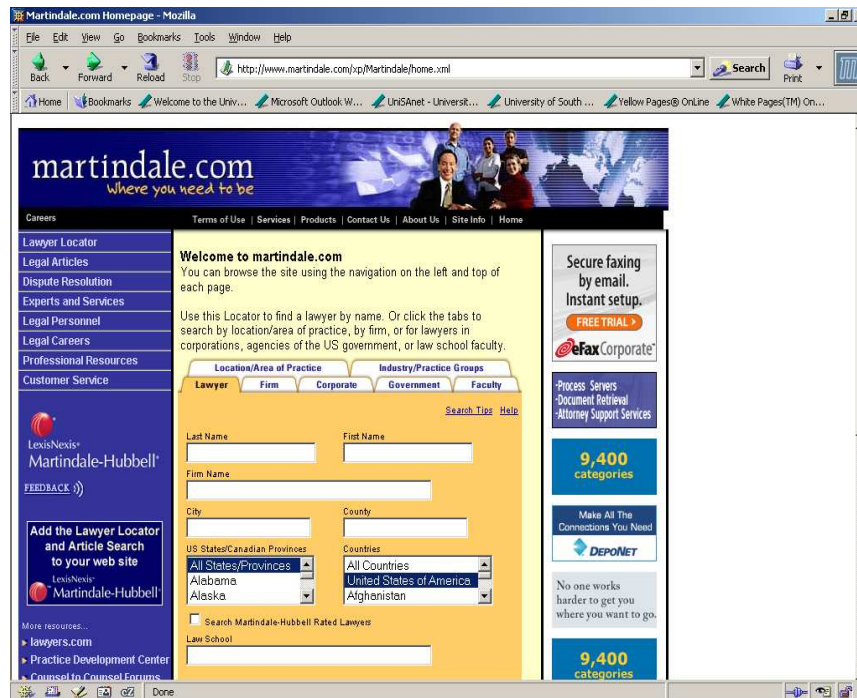 Martindale.com Homepage - Mozilla
File Edit View Go Bookmarks Tools Window Help
Back Forward Reload Stop http://www.martindale.com/xp/Martindale/home.xml Search Print
Home Bookmarks Welcome to the Univ... Microsoft Outlook W... UniSAnet - Universit... University of South ... Yellow Pages® OnLine White Pages(TM) On...
martindale.com
Where you need to be
Careers
Terms of Use | Services | Products | Contact Us | About Us | Site Info | Home
Lawyer Locator
Legal Articles
Dispute Resolution
Experts and Services
Legal Personnel
Legal Careers
Professional Resources
Customer Service
LexisNexis®
Martindale-Hubbell®
FEEDBACK :))
Add the Lawyer Locator
and Article Search
to your web site
LexisNexis®
Martindale-Hubbell®
More resources...
lawyers.com
Practice Development Center
Counsel to Counsel Forums
Welcome to martindale.com
You can browse the site using the navigation on the left and top of
each page.
Use this Locator to find a lawyer by name. Or click the tabs to
search by location/area of practice, by firm, or for lawyers in
corporations, agencies of the US government, or law school faculty.
Location/Area of Practice Industry/Practice Groups
Lawyer Firm Corporate Government Faculty
Search Tips Help
Last Name First Name
Firm Name
City County
US States/Canadian Provinces Countries
All States/Provinces All Countries
Alabama United States of America
Alaska Afghanistan
Search Martindale-Hubbell Rated Lawyers
Law School
Secure faxing
by email.
Instant setup.
FREE TRIAL >
eFax Corporate™
·Process Servers
·Document Retrieval
·Attorney Support Services
9,400
categories
Make All The
Connections You Need
DEPONET
No one works
harder to get you
where you want to go.
9,400
categories
Done